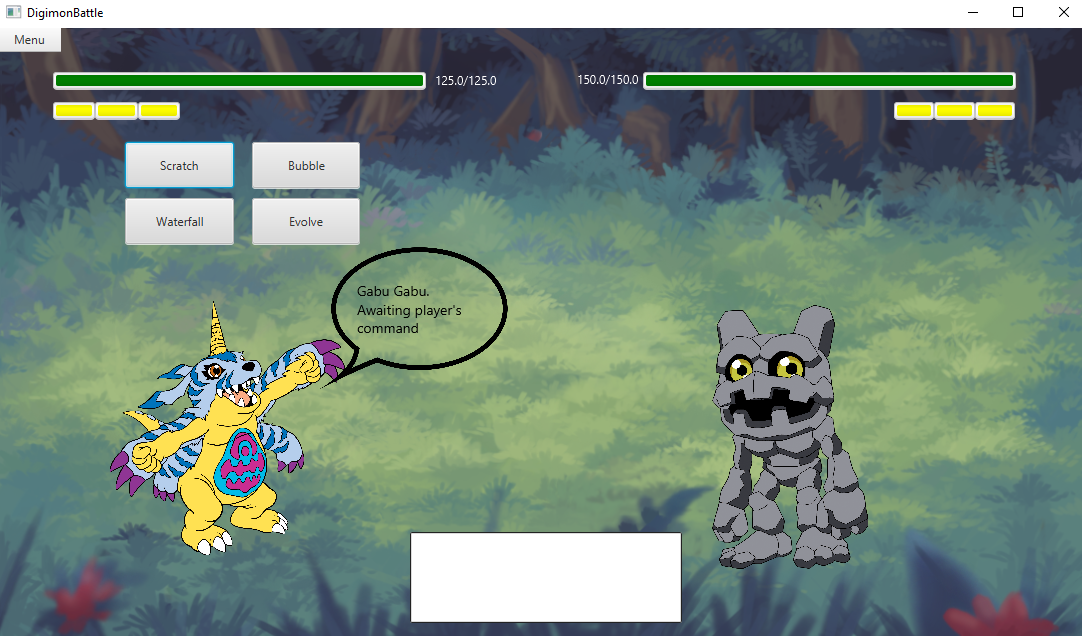 DigimonBattle
Menu
125.0/125.0
150.0/150.0
Scratch
Bubble
Waterfall
Evolve
Gabu Gabu.
Awaiting player's
command